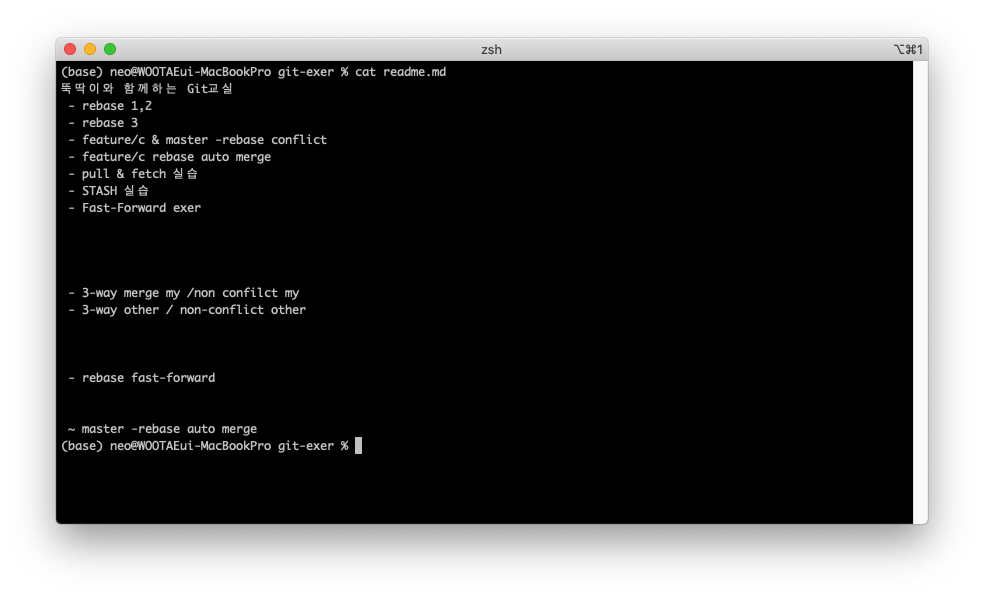 zsh
⌥⌘1
(base) neo@WOOTAEui-MacBookPro git-exer % cat readme.md
뚝딱이와 함께하는 Git교실
- rebase 1,2
- rebase 3
- feature/c & master -rebase conflict
- feature/c rebase auto merge
- pull & fetch 실습
- STASH 실습
- Fast-Forward exer
- 3-way merge my /non confilct my
- 3-way other / non-conflict other
- rebase fast-forward
~ master -rebase auto merge
(base) neo@WOOTAEui-MacBookPro git-exer %